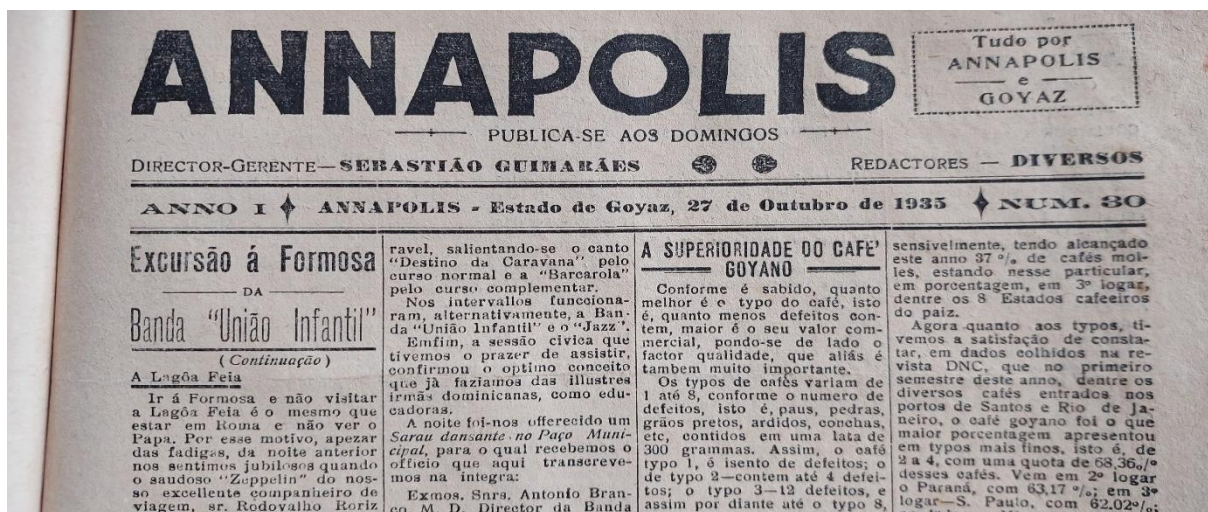 ANNAPOLIS
Tudo por
ANNAPOLIS
e
GOYAZ
PUBLICA-SE AOS DOMINGOS
DIRECTOR-GERENTE—SEBASTIÃO GUIMARÃES
REDACTORES — DIVERSOS
ANNO I ANNAPOLIS - Estado de Goyaz, 27 de Outubro de 1935 NUM. 30
Excursão á Formosa
DA
Banda "União Infantil"
(Continuação)
A Lagôa Feia
Ir á Formosa e não visitar
a Lagôa Feia é o mesmo que
estar em Roma e não ver o
Papa. Por esse motivo, apezar
das fadigas, da noite anterior
nos sentimos jubilosos quando
o saudoso "Zeppelin" do nos-
so excellente companheiro de
viagem, sr. Rodovalho Roriz
ravel, salientando-se o canto
"Destino da Caravana" pelo
curso normal e a "Barcarola"
pelo curso complementar.
Nos intervallos funcciona-
ram, alternativamente, a Ban-
da "União Infantil" e o "Jazz".
Emfim, a sessão civica que
tivemos o prazer de assistir,
confirmou o optimo conceito
que já faziamos das illustres
irmãs dominicanas, como edu-
cadoras.
A noite foi-nos offerecido um
Sarau dansante no Paço Muni-
cipal, para o qual recebemos o
officio que aqui transcreve-
mos na integra:
Exmos. Snrs. Antonio Bran-
co M. D. Director da Banda
A SUPERIORIDADE DO CAFE'
GOYANO
Conforme é sabido, quanto
melhor é o typo do café, isto
é, quanto menos defeitos con-
tem, maior é o seu valor com-
mercial, pondo-se de lado o
factor qualidade, que aliás é
tambem muito importante.
Os typos de cafés variam de
1 até 8, conforme o numero de
defeitos, isto é, paus, pedras,
grãos pretos, ardidos, conchas,
etc, contidos em uma lata de
300 grammas. Assim, o café
typo 1, é isento de defeitos; o
de typo 2—contem até 4 defei-
tos; o typo 3—12 defeitos, e
assim por diante até o typo 8,
sensivelmente, tendo alcançado
este anno 37 º/o de cafés mol-
les, estando nesse particular,
em porcentagem, em 3º logar,
dentre os 8 Estados cafeeiros
do paiz.
Agora quanto aos typos, ti-
vemos a satisfação de consta-
tar, em dados colhidos na re-
vista DNC, que no primeiro
semestre deste anno, dentre os
diversos cafés entrados nos
portos de Santos e Rio de Ja-
neiro, o café goyano foi o que
maior porcentagem apresentou
em typos mais finos, isto é, de
2 a 4, com uma quota de 68,36º/o
desses cafés. Vem em 2º logar
o Paraná, com 63,17 º/o; em 3º
logar—S. Paulo, com 62.02º/o;